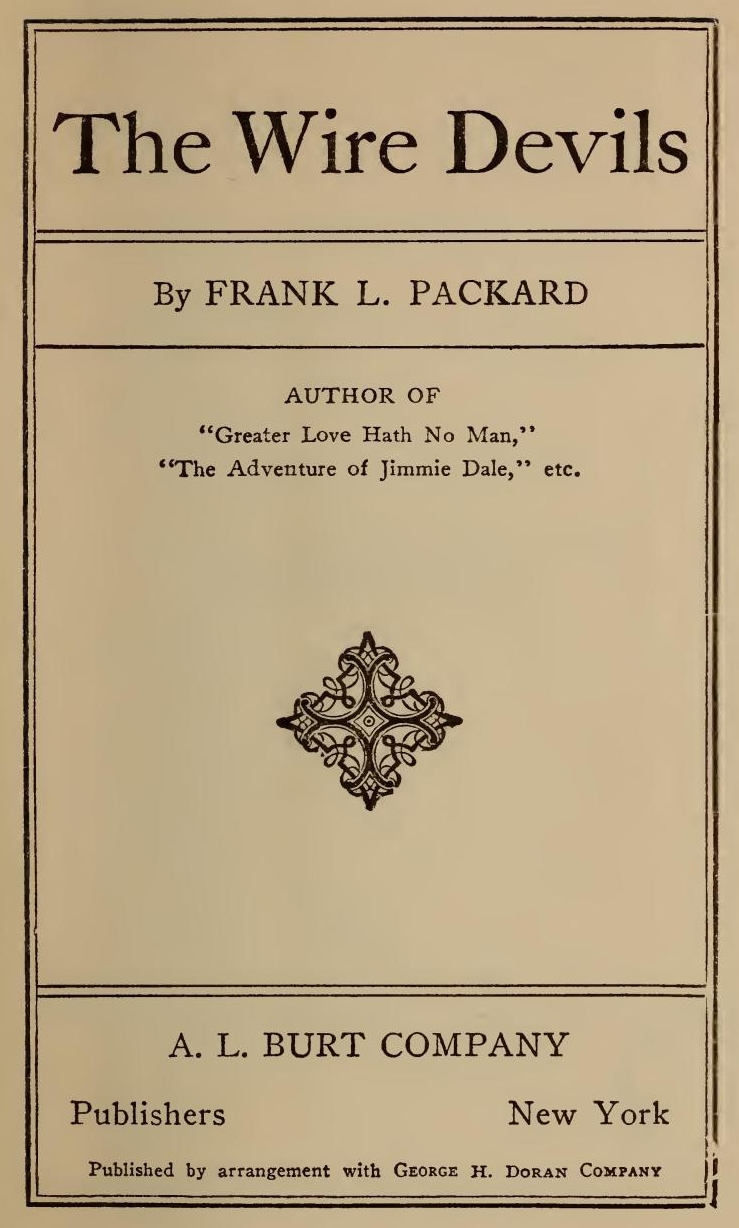 The Wire Devils
By FRANK L. PACKARD
AUTHOR OF
“Greater Love Hath No Man,”
“The Adventure of Jimmie Dale,” etc.
A. L. BURT COMPANY
Publishers New York
Published by arrangement with GEORGE H. DORAN COMPANY